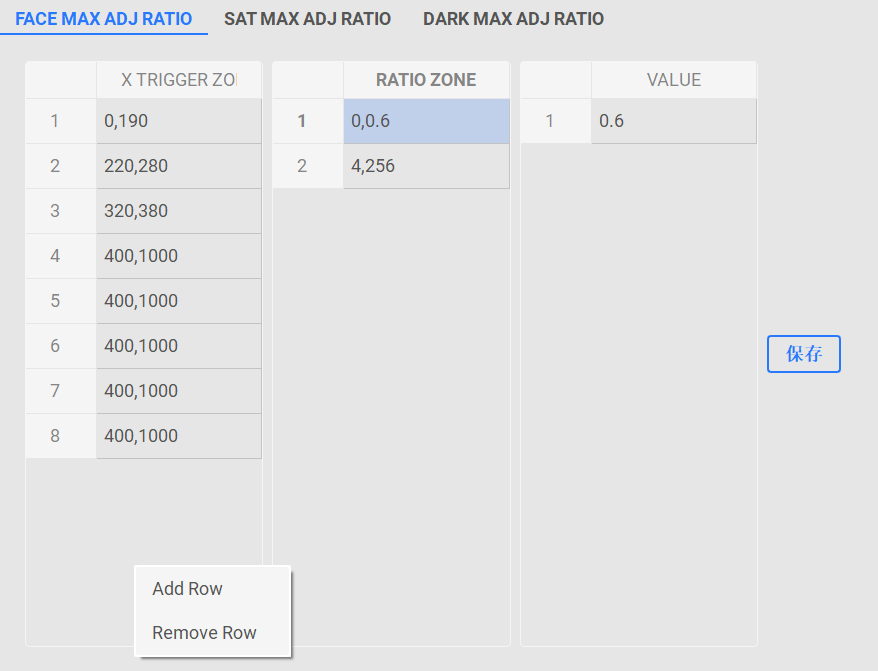 FACE MAX ADJ RATIO SAT MAX ADJ RATIO DARK MAX ADJ RATIO
X TRIGGER ZO RATIO ZONE VALUE
1 0,190 1 0,0.6 1 0.6
2 220,280 2 4,256
3 320,380
4 400,1000
5 400,1000
6 400,1000
保存
7 400,1000
8 400,1000
Add Row
Remove Row